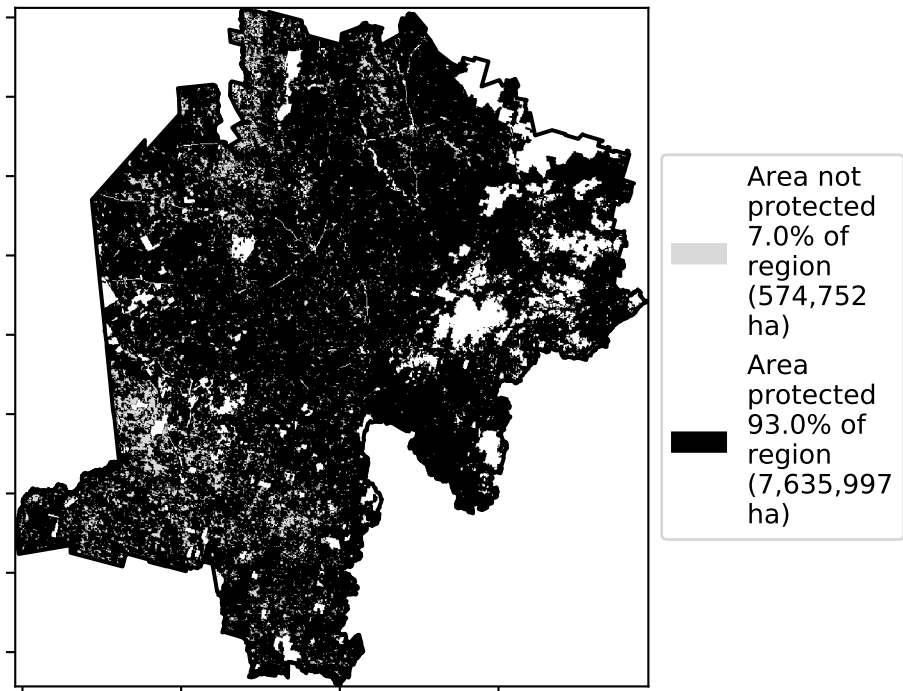 Area not
protected
7.0% of
region
(574,752
ha)
Area
protected
93.0% of
region
(7,635,997
ha)